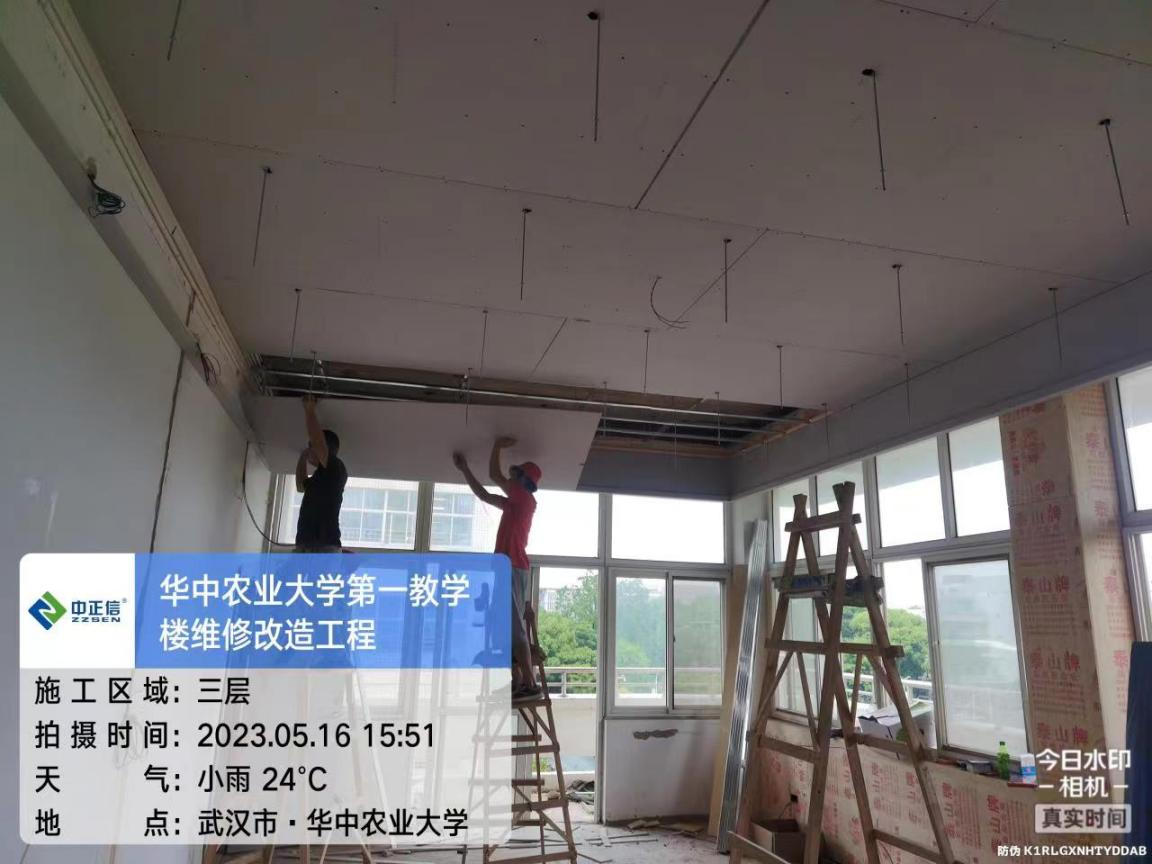 中正信
ZZSEN
华中农业大学第一教学
楼维修改造工程
施工区域：三层
拍摄时间：2023.05.16 15:51
天气：小雨 24°C
地点：武汉市·华中农业大学
今日水印
相机
真实时间
防伪 K1RLGXNHTYDDAB